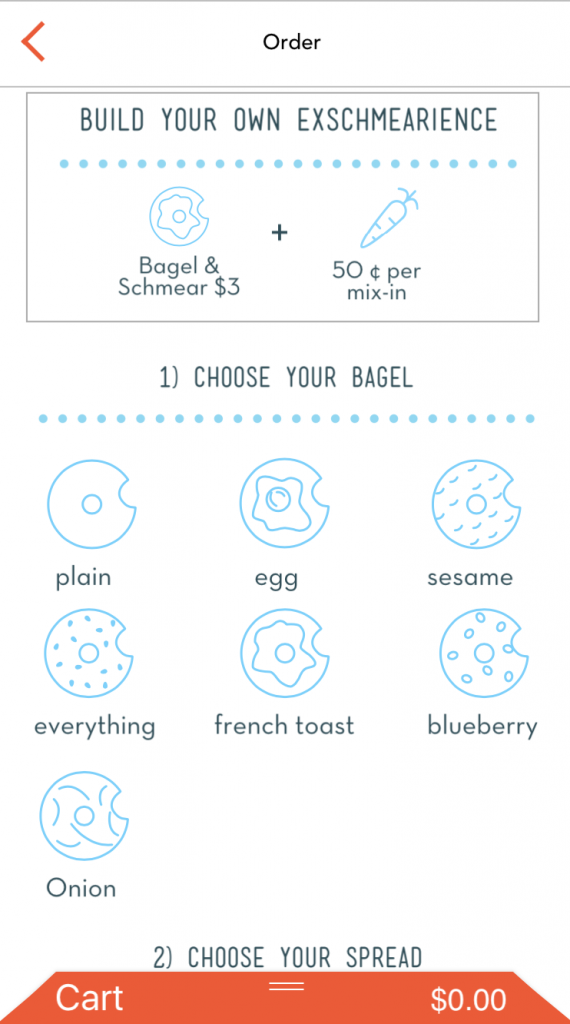 Order
BUILD YOUR OWN EXSCHMEARIENCE
Bagel &
Schmear $3
+
50 ¢ per
mix-in
1) CHOOSE YOUR BAGEL
plain
egg
sesame
everything
french toast
blueberry
Onion
2) CHOOSE YOUR SPREAD
Cart
$0.00